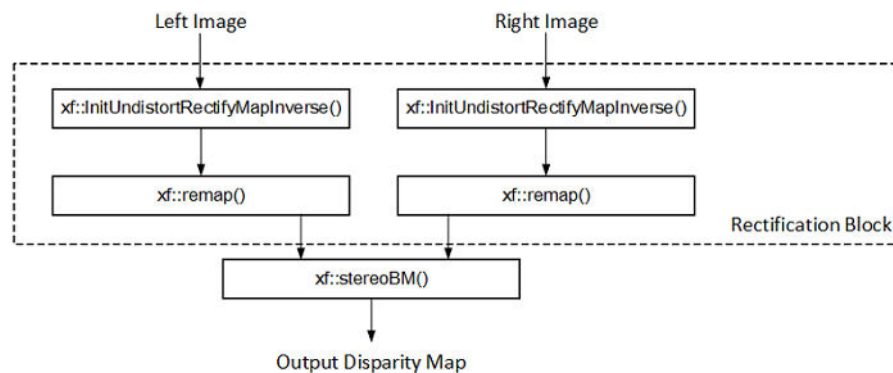 Left Image
Right Image
xf::InitUndistortRectifyMapInverse()
xf::InitUndistortRectifyMapInverse()
xf::remap()
xf::remap()
Rectification Block
xf::stereoBM()
Output Disparity Map